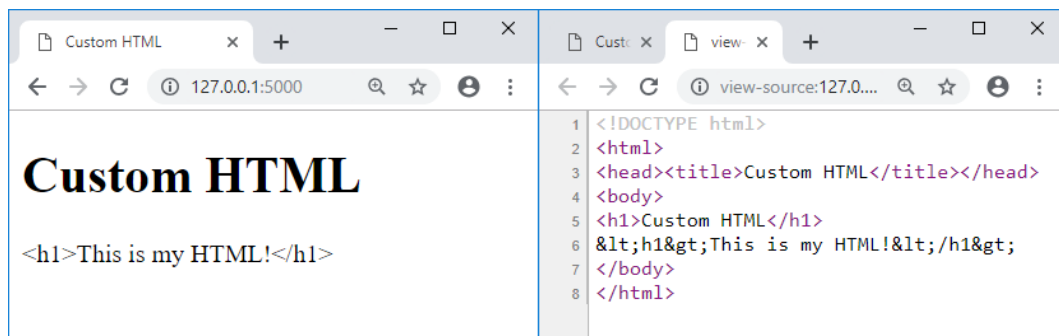 Custom HTML
127.0.0.1:5000
Custom HTML
<h1>This is my HTML!</h1>
Custo
view-
view-source:127.0....
1 <!DOCTYPE html>
2 <html>
3 <head><title>Custom HTML</title></head>
4 <body>
5 <h1>Custom HTML</h1>
6 &lt;h1&gt;This is my HTML!&lt;/h1&gt;
7 </body>
8 </html>